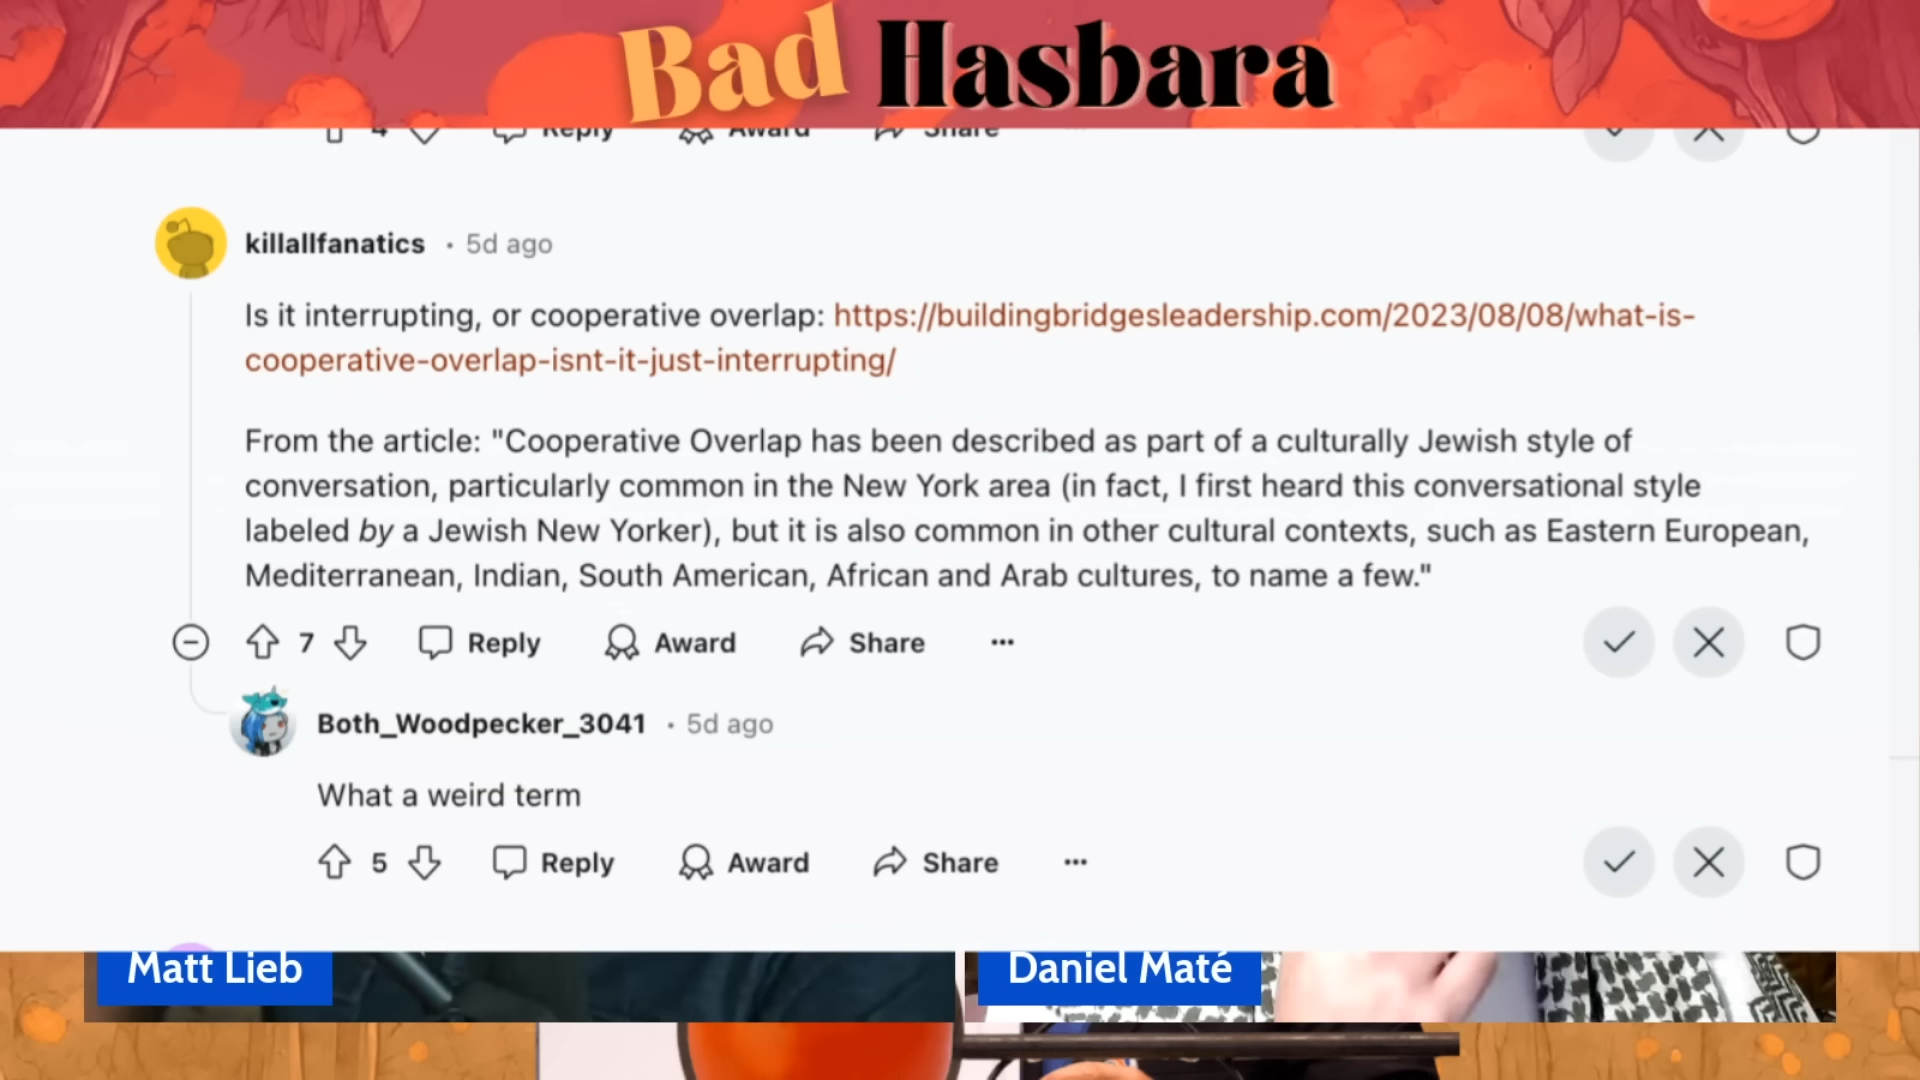 Bad Hasbara
4 Reply Award Share
killallfanatics • 5d ago
Is it interrupting, or cooperative overlap: https://buildingbridgesleadership.com/2023/08/08/what-is-
cooperative-overlap-isnt-it-just-interrupting/
From the article: "Cooperative Overlap has been described as part of a culturally Jewish style of
conversation, particularly common in the New York area (in fact, I first heard this conversational style
labeled by a Jewish New Yorker), but it is also common in other cultural contexts, such as Eastern European,
Mediterranean, Indian, South American, African and Arab cultures, to name a few."
7 Reply Award Share ...
Both_Woodpecker_3041 • 5d ago
What a weird term
5 Reply Award Share ...
Matt Lieb
Daniel Maté